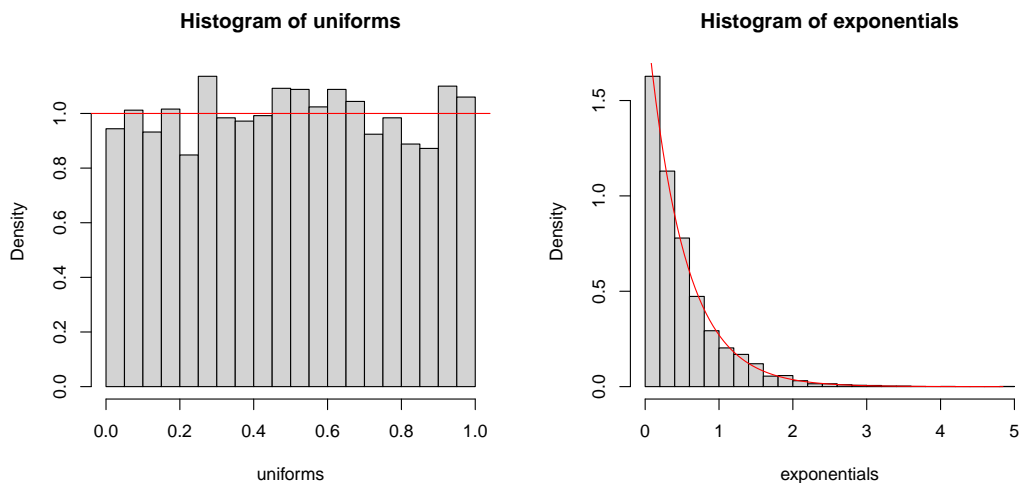 Histogram of uniforms
Density
0.0 0.2 0.4 0.6 0.8 1.0
0.0 0.2 0.4 0.6 0.8 1.0
uniforms
Histogram of exponentials
Density
0.0 0.5 1.0 1.5
0 1 2 3 4 5
exponentials